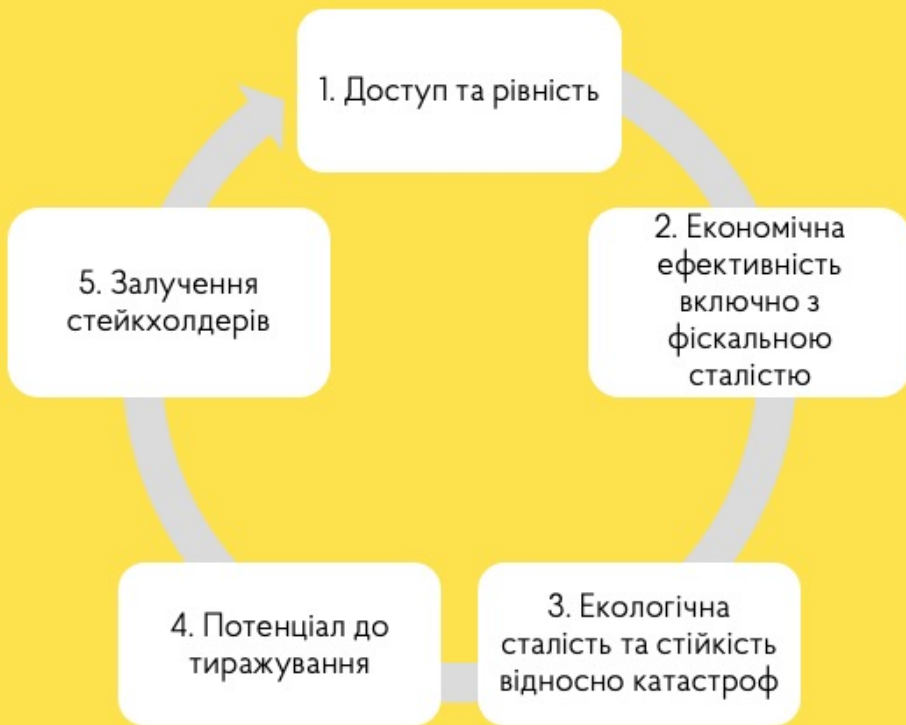 1. Доступ та рівність
2. Економічна
ефективність
включно з
фіскальною
сталістю
3. Екологічна
сталість та стійкість
відносно катастроф
4. Потенціал до
тиражування
5. Залучення
стейкхолдерів